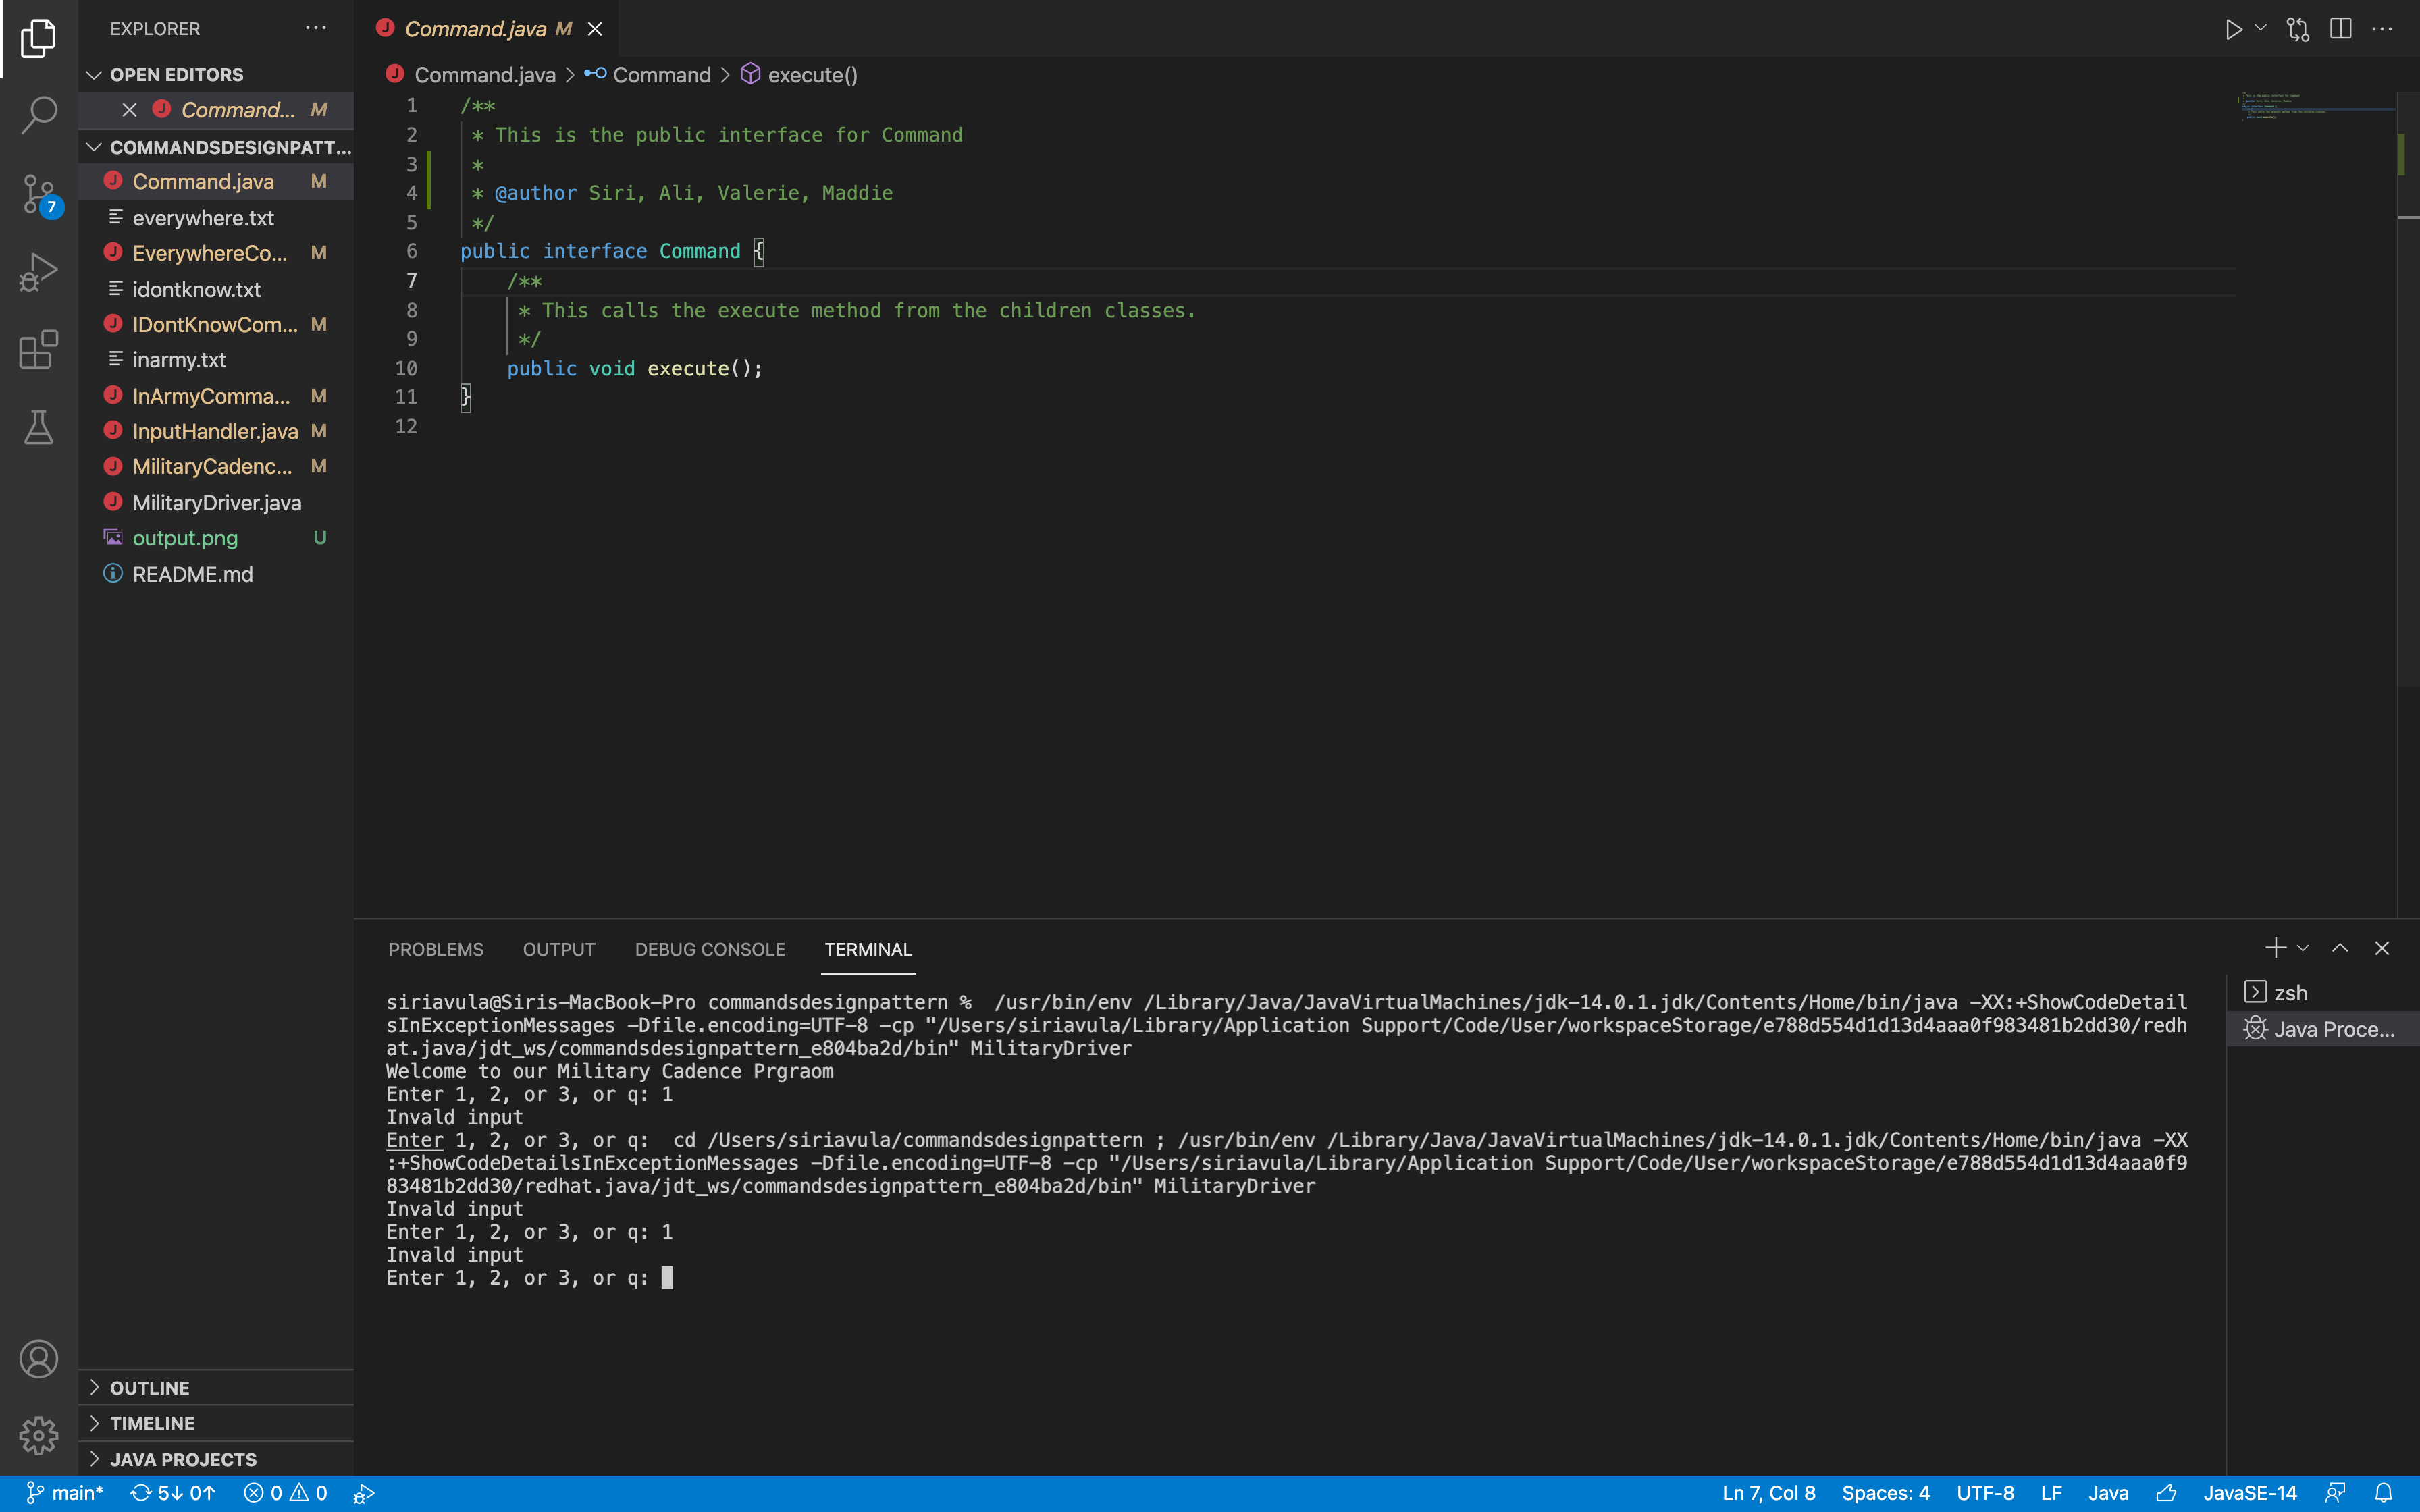 EXPLORER
OPEN EDITORS
Command... M
COMMANDSDESIGNPATT...
Command.java M
everywhere.txt
EverywhereCo... M
idontknow.txt
IDontKnowCom... M
inarmy.txt
InArmyComma... M
InputHandler.java M
MilitaryCadenc... M
MilitaryDriver.java
output.png U
README.md
OUTLINE
TIMELINE
JAVA PROJECTS
7
Command.java M
Command.java > Command > execute()
1 /**
2 * This is the public interface for Command
3 *
4 * @author Siri, Ali, Valerie, Maddie
5 */
6 public interface Command {
7 /**
8 * This calls the execute method from the children classes.
9 */
10 public void execute();
11 }
12
PROBLEMS OUTPUT DEBUG CONSOLE TERMINAL
siriavula@Siris-MacBook-Pro commandsdesignpattern % /usr/bin/env /Library/Java/JavaVirtualMachines/jdk-14.0.1.jdk/Contents/Home/bin/java -XX:+ShowCodeDetail
sInExceptionMessages -Dfile.encoding=UTF-8 -cp "/Users/siriavula/Library/Application Support/Code/User/workspaceStorage/e788d554d1d13d4aaa0f983481b2dd30/redh
at.java/jdt_ws/commandsdesignpattern_e804ba2d/bin" MilitaryDriver
Welcome to our Military Cadence Prgraom
Enter 1, 2, or 3, or q: 1
Invald input
Enter 1, 2, or 3, or q: cd /Users/siriavula/commandsdesignpattern ; /usr/bin/env /Library/Java/JavaVirtualMachines/jdk-14.0.1.jdk/Contents/Home/bin/java -XX
:+ShowCodeDetailsInExceptionMessages -Dfile.encoding=UTF-8 -cp "/Users/siriavula/Library/Application Support/Code/User/workspaceStorage/e788d554d1d13d4aaa0f9
83481b2dd30/redhat.java/jdt_ws/commandsdesignpattern_e804ba2d/bin" MilitaryDriver
Invald input
Enter 1, 2, or 3, or q: 1
Invald input
Enter 1, 2, or 3, or q:
zsh
Java Proce...
main* 5↓ 0↑ 0 0 Ln 7, Col 8 Spaces: 4 UTF-8 LF Java JavaSE-14